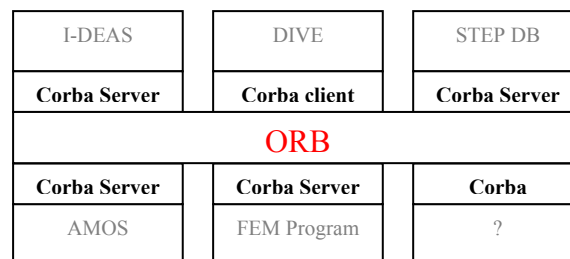 I-DEAS DIVE STEP DB
Corba Server Corba client Corba Server
ORB
Corba Server Corba Server Corba
AMOS FEM Program ?